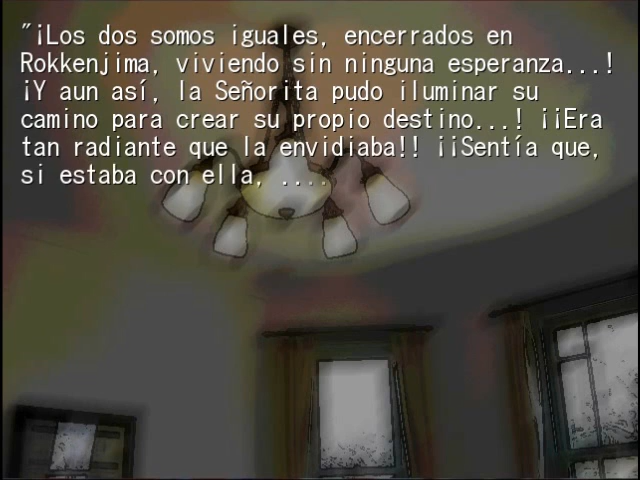 "¡Los dos somos iguales, encerrados en
Rokkenjima, viviendo sin ninguna esperanza...!
¡Y aun así, la Señorita pudo iluminar su
camino para crear su propio destino...! ¡¡Era
tan radiante que la envidiaba!! ¡¡Sentía que,
si estaba con ella, ....